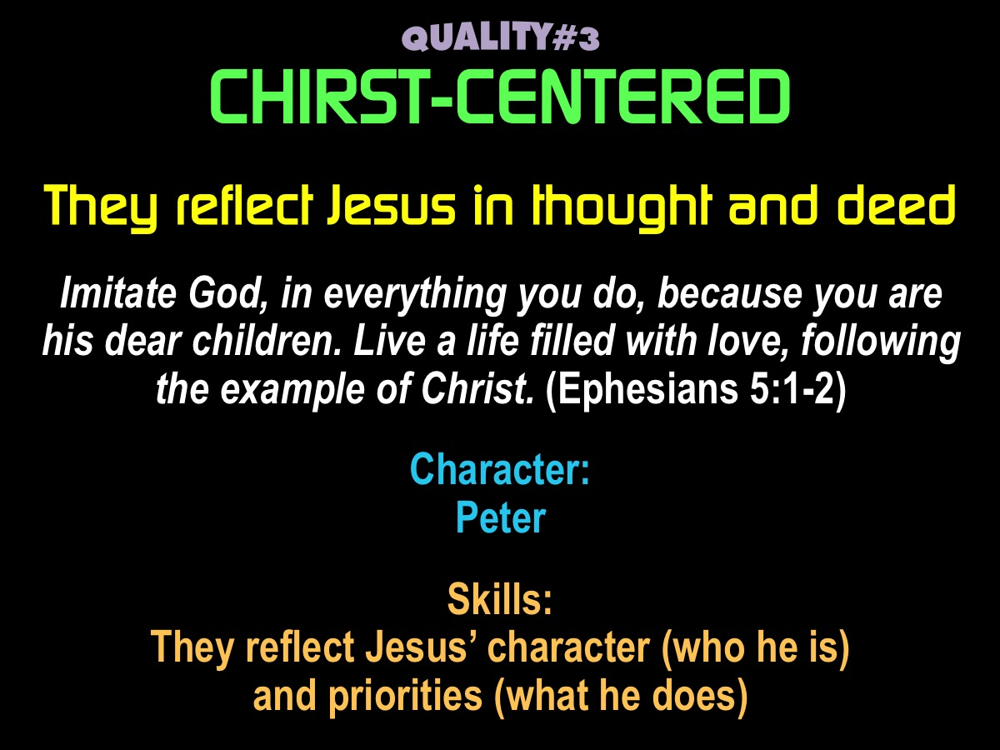 QUALITY#3
CHIRST-CENTERED
They reflect Jesus in thought and deed
Imitate God, in everything you do, because you are
his dear children. Live a life filled with love, following
the example of Christ. (Ephesians 5:1-2)
Character:
Peter
Skills:
They reflect Jesus’ character (who he is)
and priorities (what he does)